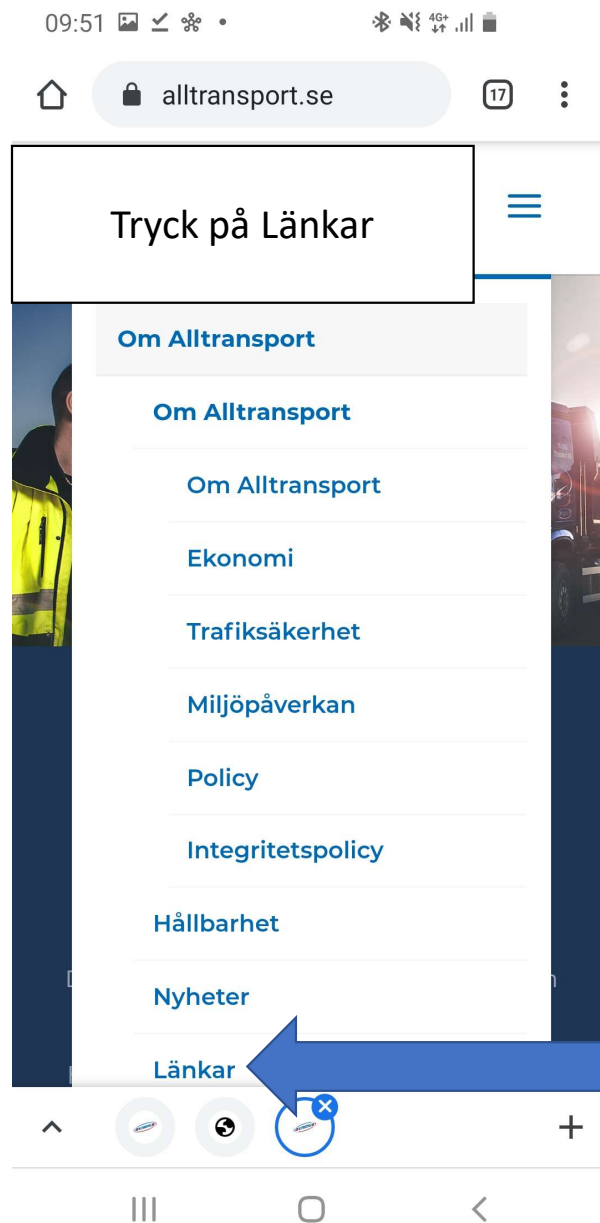 09:51
4G+
alltransport.se
17
Tryck på Länkar
Om Alltransport
Om Alltransport
Om Alltransport
Ekonomi
Trafiksäkerhet
Miljöpåverkan
Policy
Integritetspolicy
Hållbarhet
Nyheter
Länkar